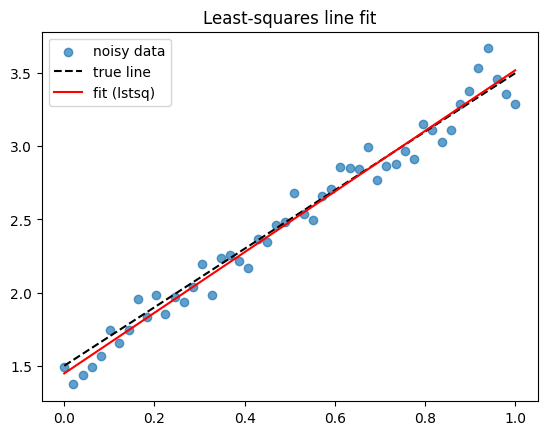 Least-squares line fit
noisy data
true line
fit (lstsq)
3.5
3.0
2.5
2.0
1.5
0.0 0.2 0.4 0.6 0.8 1.0